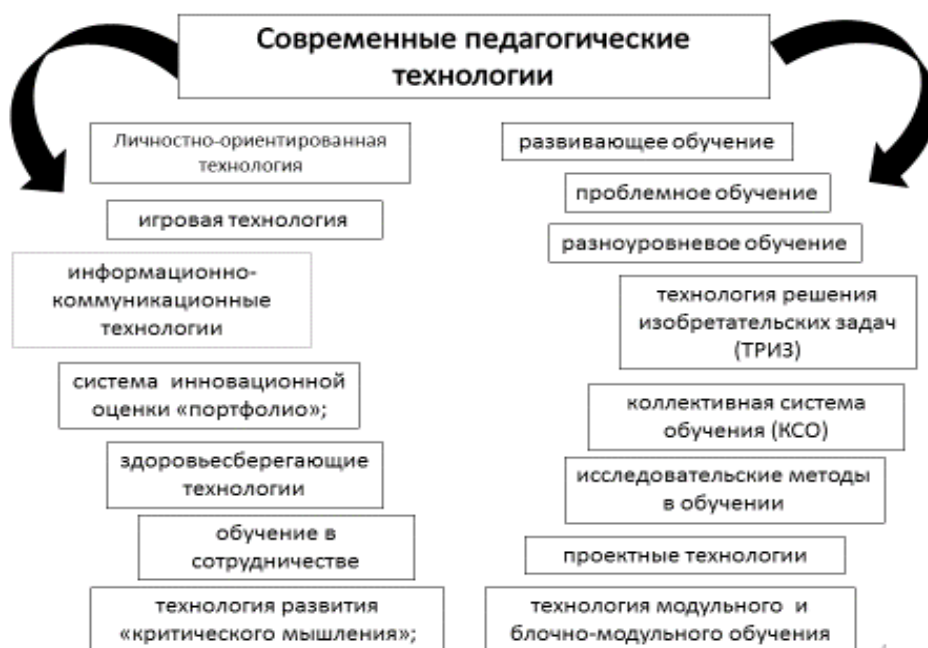 Современные педагогические
технологии
Личностно-ориентированная
технология
игровая технология
информационно-
коммуникационные
технологии
система инновационной
оценки «портфолио»;
здоровьесберегающие
технологии
обучение в
сотрудничестве
технология развития
«критического мышления»;
развивающее обучение
проблемное обучение
разноуровневое обучение
технология решения
изобретательских задач
(ТРИЗ)
коллективная система
обучения (КСО)
исследовательские методы
в обучении
проектные технологии
технология модульного и
блочно-модульного обучения